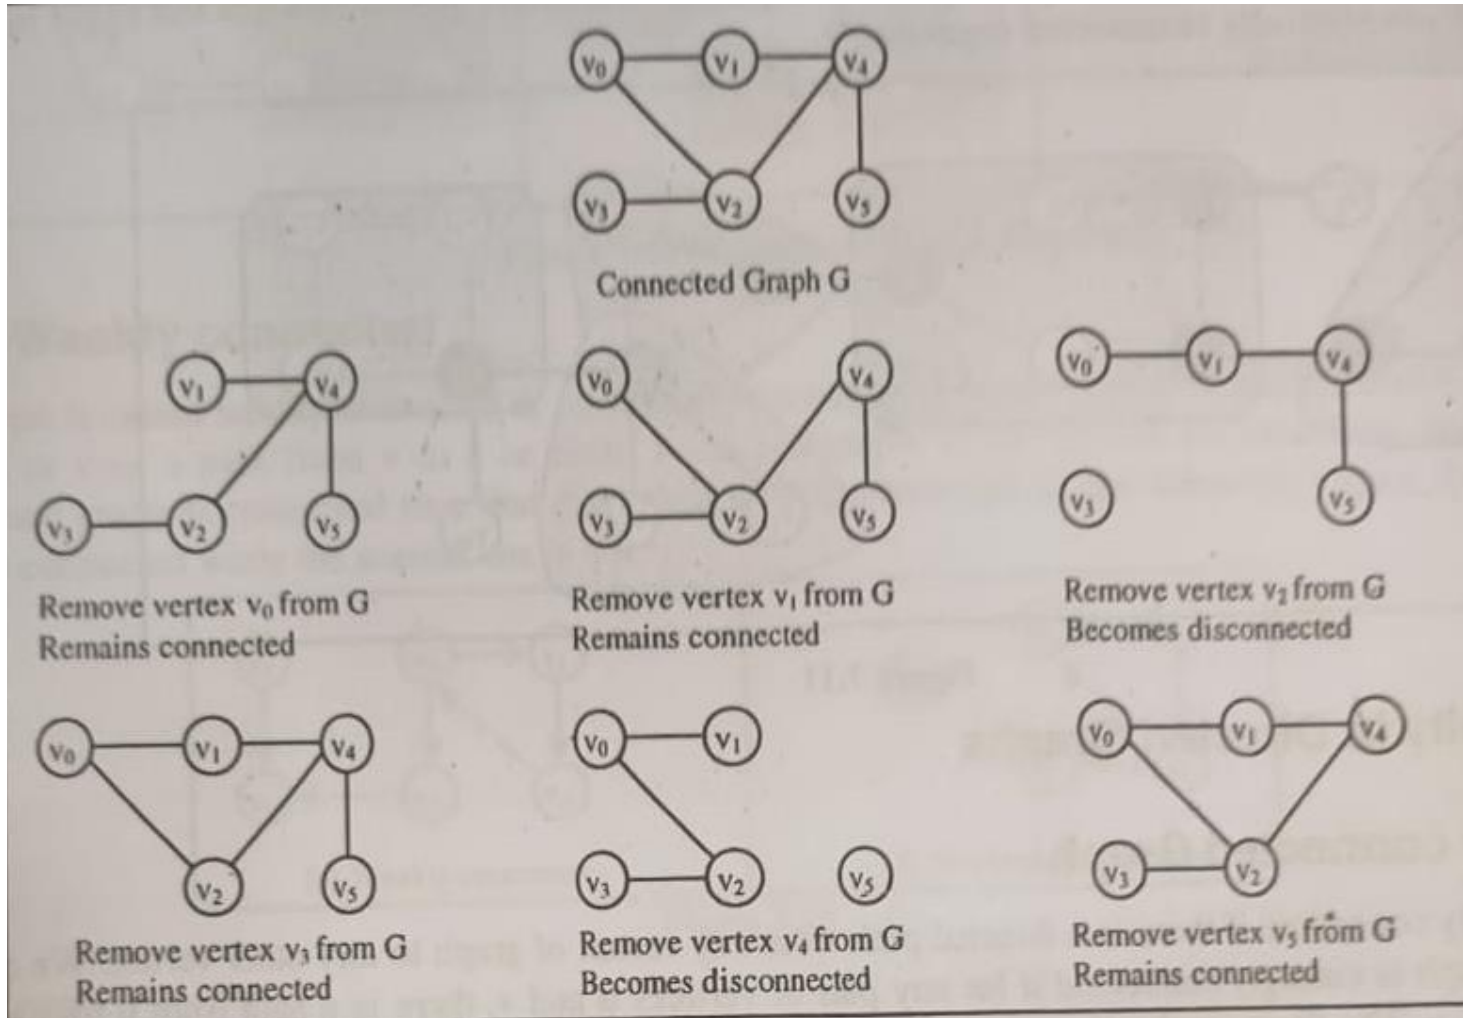 v₀ v₁ v₄
v₃ v₂ v₅
Connected Graph G
v₁ v₄
v₃ v₂ v₅
Remove vertex v₀ from G
Remains connected
v₀ v₄
v₃ v₂ v₅
Remove vertex v₁ from G
Remains connected
v₀ v₁ v₄
v₃ v₅
Remove vertex v₂ from G
Becomes disconnected
v₀ v₁ v₄
v₂ v₅
Remove vertex v₃ from G
Remains connected
v₀ v₁
v₃ v₂ v₅
Remove vertex v₄ from G
Becomes disconnected
v₀ v₁ v₄
v₃ v₂
Remove vertex v₅ from G
Remains connected